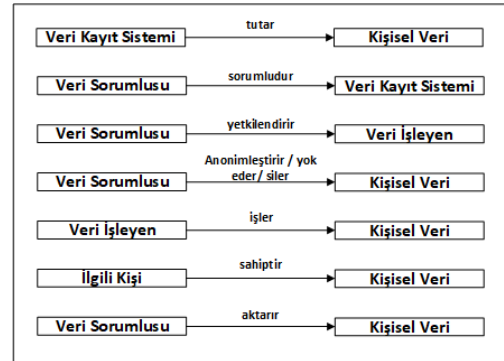 tutar
Veri Kayıt Sistemi
Kişisel Veri
sorumludur
Veri Sorumlusu
Veri Kayıt Sistemi
yetkilendirir
Veri Sorumlusu
Veri İşleyen
Anonimleştirir / yok
eder/ siler
Veri Sorumlusu
Kişisel Veri
işler
Veri İşleyen
Kişisel Veri
sahiptir
İlgili Kişi
Kişisel Veri
aktarır
Veri Sorumlusu
Kişisel Veri